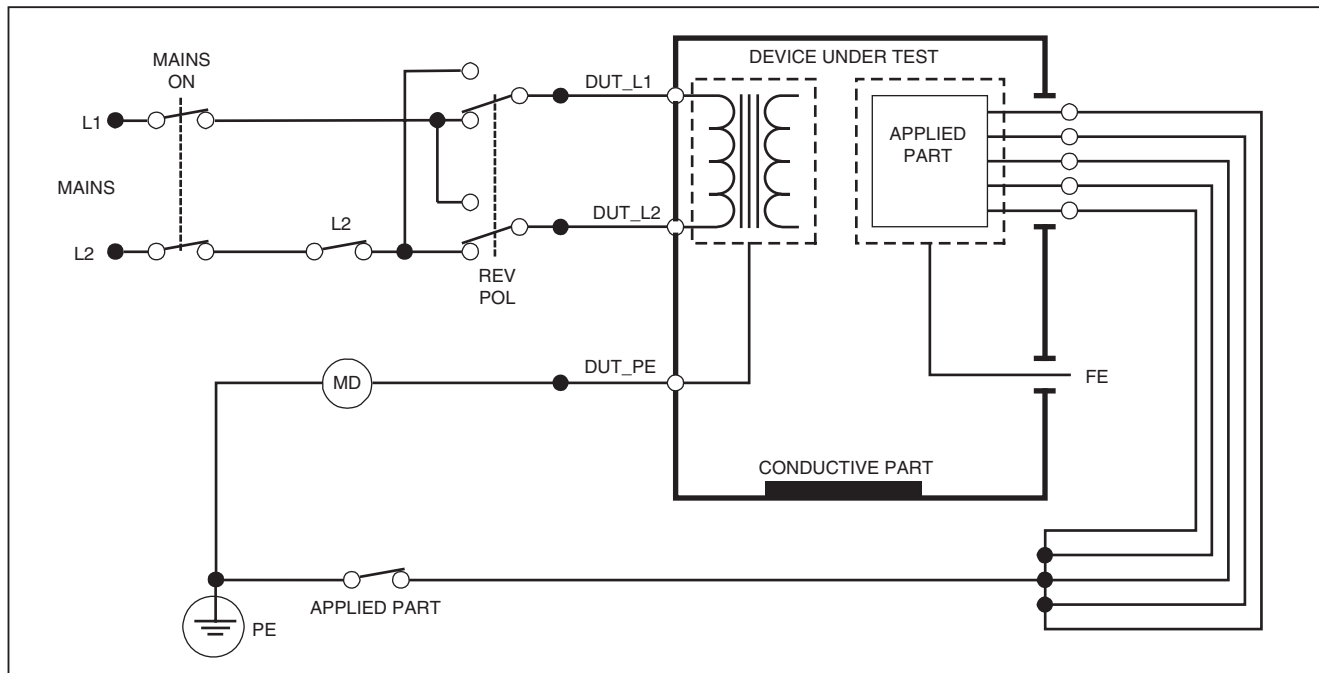 MAINS
ON
DEVICE UNDER TEST
DUT_L1
L1
APPLIED
PART
MAINS
DUT_L2
L2
L2
REV
POL
DUT_PE
MD
FE
CONDUCTIVE PART
APPLIED PART
PE